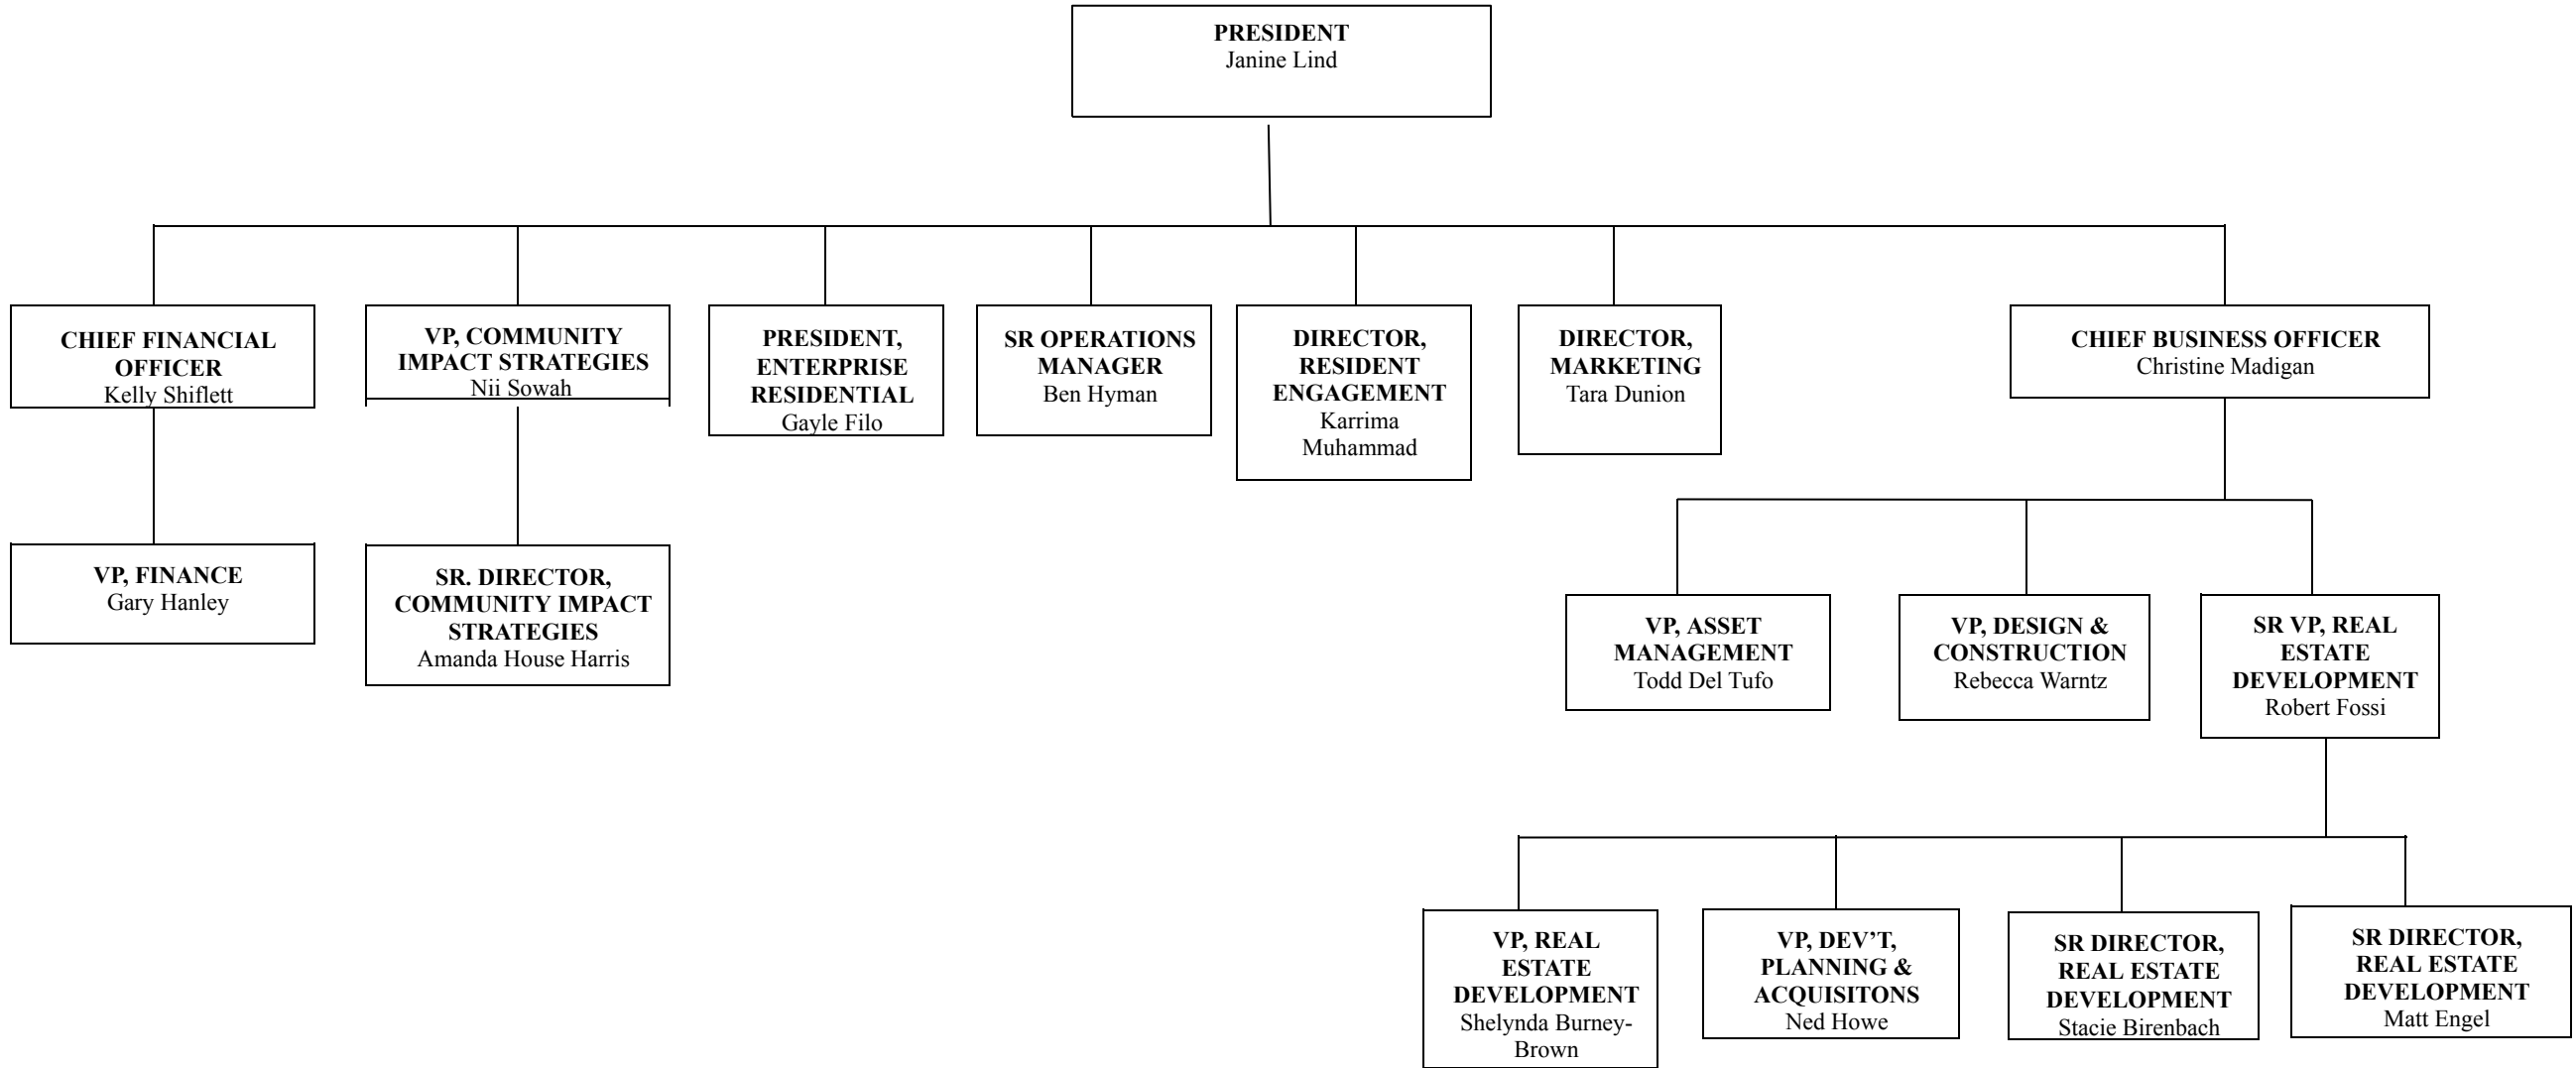 PRESIDENT
Janine Lind
CHIEF FINANCIAL
OFFICER
Kelly Shiflett
VP, COMMUNITY
IMPACT STRATEGIES
Nii Sowah
PRESIDENT,
ENTERPRISE
RESIDENTIAL
Gayle Filo
SR OPERATIONS
MANAGER
Ben Hyman
DIRECTOR,
RESIDENT
ENGAGEMENT
Karrima
Muhammad
DIRECTOR,
MARKETING
Tara Dunion
CHIEF BUSINESS OFFICER
Christine Madigan
VP, FINANCE
Gary Hanley
SR. DIRECTOR,
COMMUNITY IMPACT
STRATEGIES
Amanda House Harris
VP, ASSET
MANAGEMENT
Todd Del Tufo
VP, DESIGN &
CONSTRUCTION
Rebecca Warntz
SR VP, REAL
ESTATE
DEVELOPMENT
Robert Fossi
VP, REAL
ESTATE
DEVELOPMENT
Shelynda Burney-
Brown
VP, DEV’T,
PLANNING &
ACQUISITONS
Ned Howe
SR DIRECTOR,
REAL ESTATE
DEVELOPMENT
Stacie Birenbach
SR DIRECTOR,
REAL ESTATE
DEVELOPMENT
Matt Engel